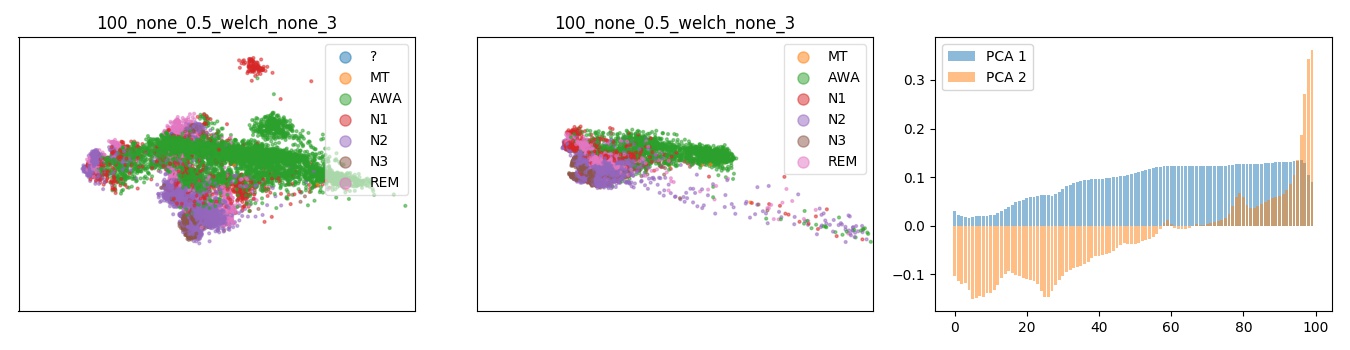 100_none_0.5_welch_none_3
?
MT
AWA
N1
N2
N3
REM
100_none_0.5_welch_none_3
MT
AWA
N1
N2
N3
REM
PCA 1
PCA 2
0.3
0.2
0.1
0.0
−0.1
0
20
40
60
80
100